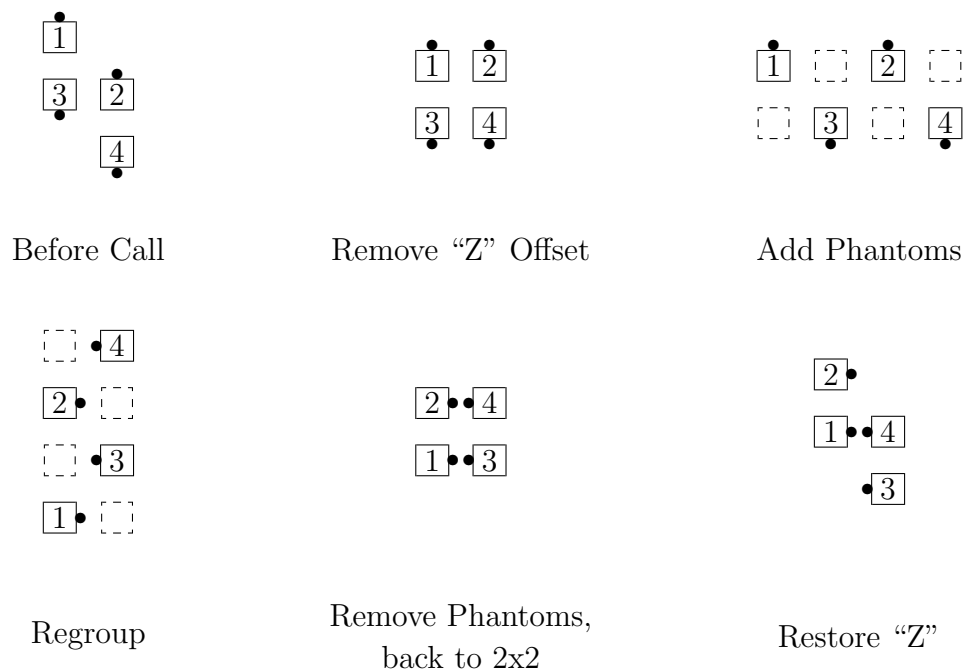 1
3 2
4
Before Call
1 2
3 4
Remove “Z” Offset
1 2
3 4
Add Phantoms
4
2
3
1
Regroup
2 4
1 3
Remove Phantoms,
back to 2x2
2
1 4
3
Restore “Z”